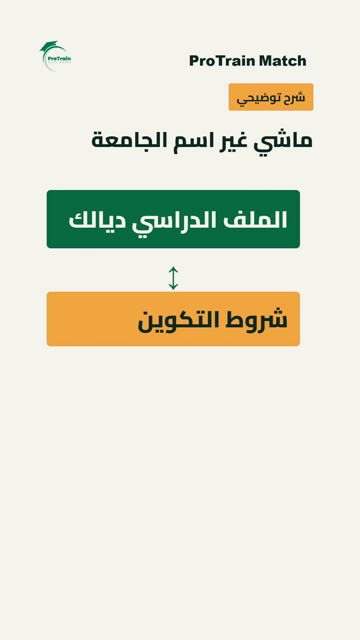 ProTrain
ProTrain Match
شرح توضيحي
ماشي غير اسم الجامعة
الملف الدراسي ديالك
↕
شروط التكوين